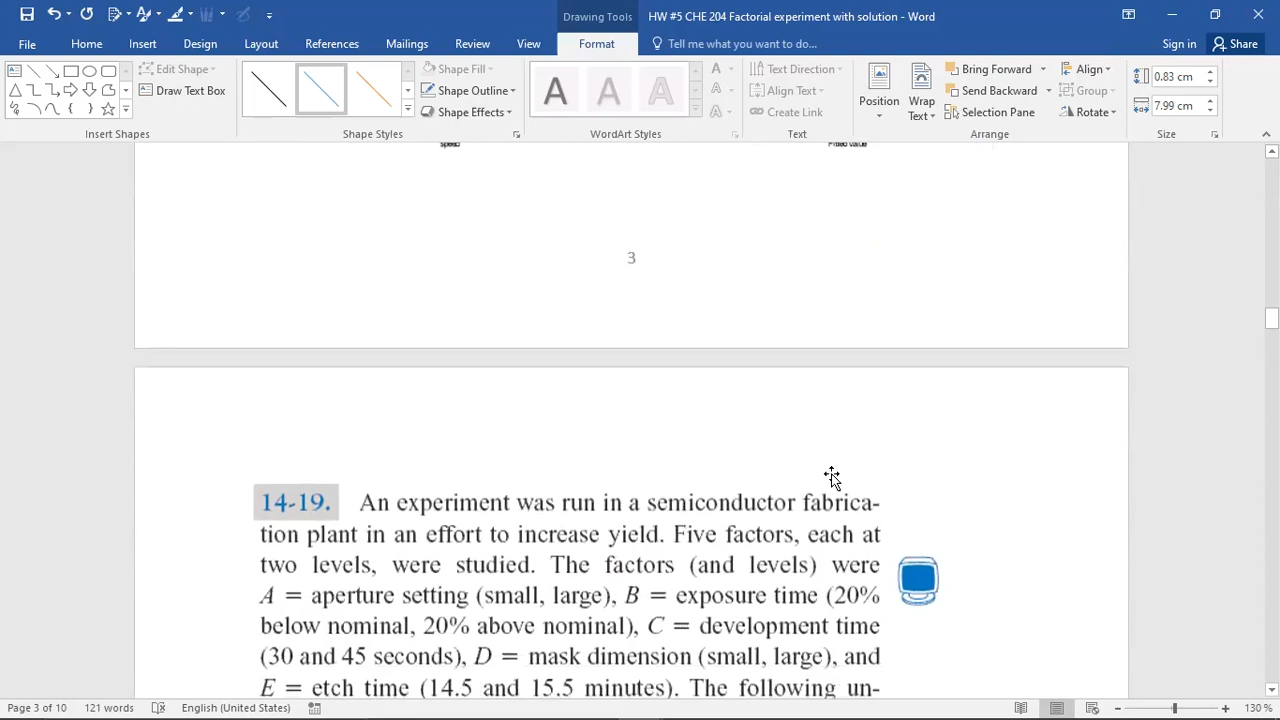 Drawing Tools
HW #5 CHE 204 Factorial experiment with solution - Word
File Home Insert Design Layout References Mailings Review View Format Tell me what you want to do... Sign in Share
Edit Shape
Draw Text Box
Insert Shapes
Shape Fill
Shape Outline
Shape Effects
Shape Styles
A A A
WordArt Styles
Text Direction
Align Text
Create Link
Text
Position
Wrap
Text
Bring Forward
Send Backward
Selection Pane
Align
Group
Rotate
Arrange
0.83 cm
7.99 cm
Size
speed
Fitted Value
3
14-19. An experiment was run in a semiconductor fabrica-
tion plant in an effort to increase yield. Five factors, each at
two levels, were studied. The factors (and levels) were
A = aperture setting (small, large), B = exposure time (20%
below nominal, 20% above nominal), C = development time
(30 and 45 seconds), D = mask dimension (small, large), and
E = etch time (14.5 and 15.5 minutes). The following un-
Page 3 of 10 121 words English (United States) 130 %